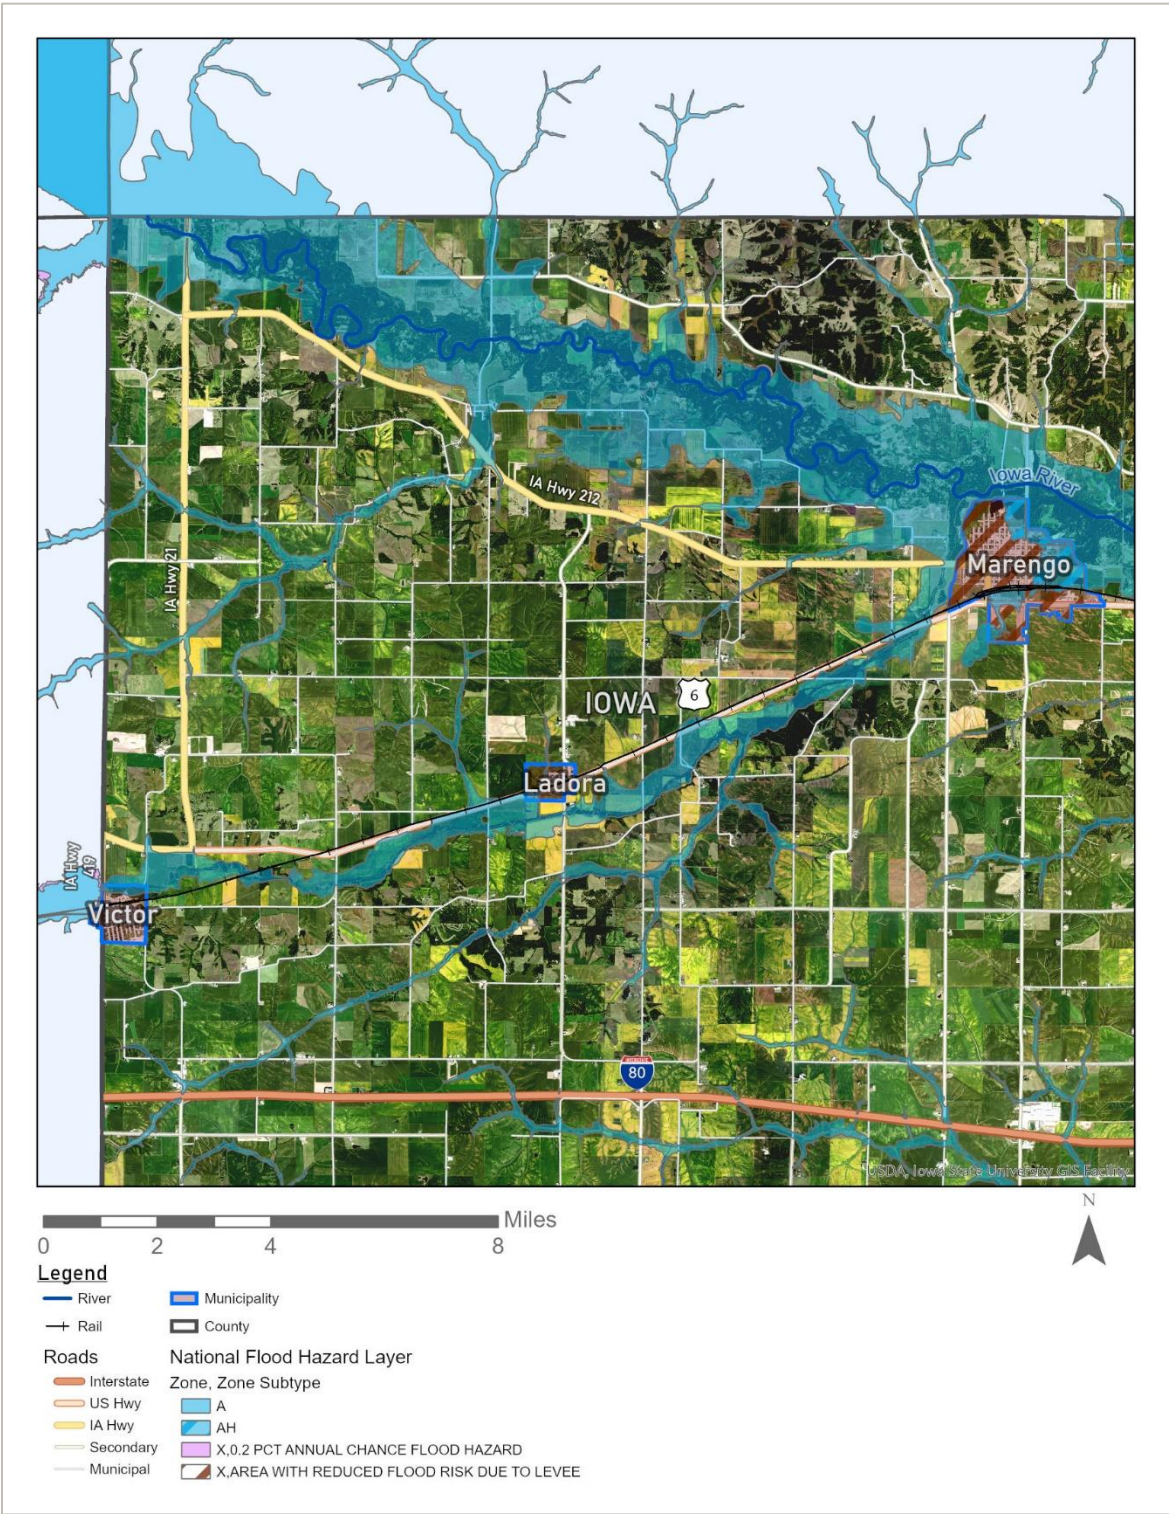 Iowa River
IA Hwy 212
Marengo
IA Hwy 21
IOWA
6
Ladora
IA Hwy
419
Victor
INTERSTATE
80
USDA, Iowa State University GIS Facility
N
Miles
0 2 4 8
Legend
River
Municipality
Rail
County
Roads
National Flood Hazard Layer
Interstate
Zone, Zone Subtype
US Hwy
A
IA Hwy
AH
Secondary
X,0.2 PCT ANNUAL CHANCE FLOOD HAZARD
Municipal
X,AREA WITH REDUCED FLOOD RISK DUE TO LEVEE